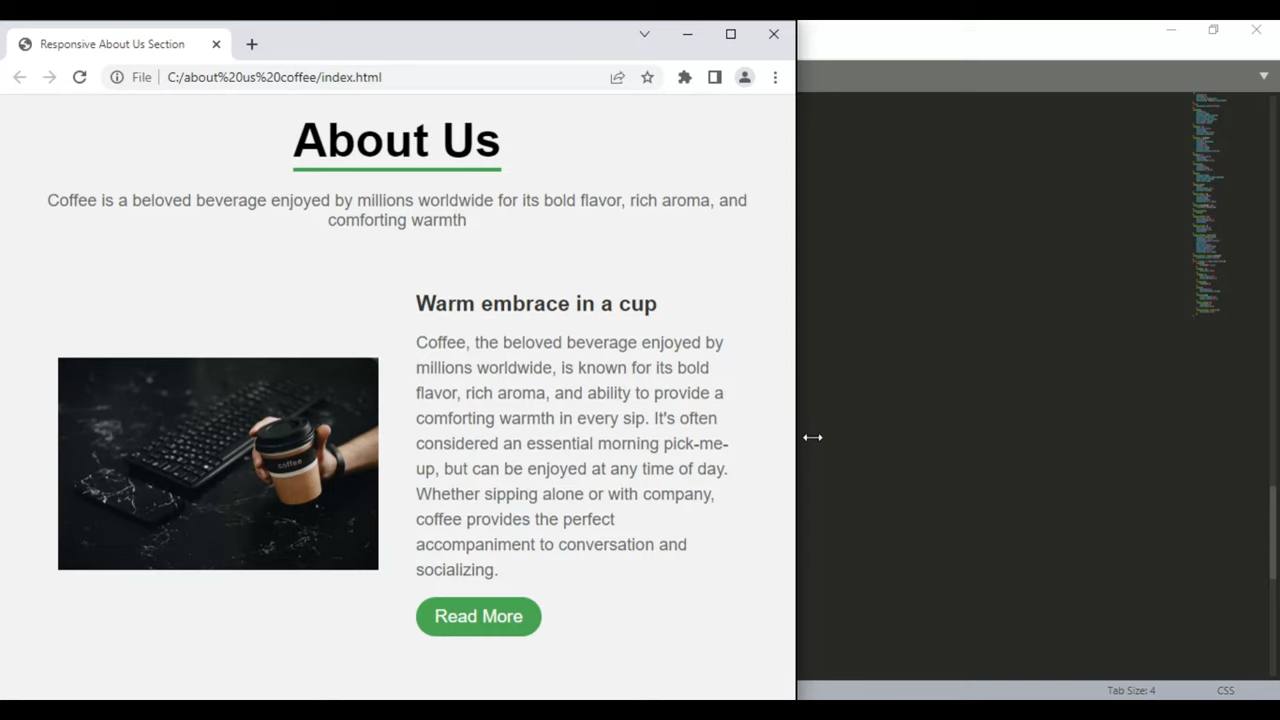 Responsive About Us Section
File
C:/about%20us%20coffee/index.html
About Us
Coffee is a beloved beverage enjoyed by millions worldwide for its bold flavor, rich aroma, and
comforting warmth
Warm embrace in a cup
Coffee, the beloved beverage enjoyed by
millions worldwide, is known for its bold
flavor, rich aroma, and ability to provide a
comforting warmth in every sip. It's often
considered an essential morning pick-me-
up, but can be enjoyed at any time of day.
Whether sipping alone or with company,
coffee provides the perfect
accompaniment to conversation and
socializing.
coffee
Read More
Tab Size: 4
CSS